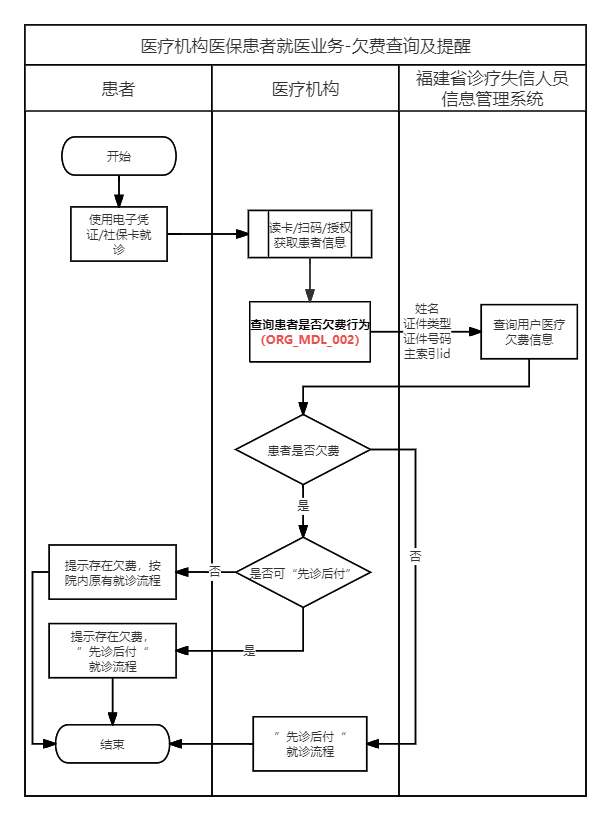 医疗机构医保患者就医业务-欠费查询及提醒
患者
医疗机构
福建省诊疗失信人员
信息管理系统
开始
使用电子凭
证/社保卡就
诊
读卡/扫码/授权
获取患者信息
查询患者是否欠费行为
（ORG_MDL_002）
姓名
证件类型
证件号码
主索引id
查询用户医疗
欠费信息
患者是否欠费
是
否
是否可“先诊后付”
否
提示存在欠费，按
院内原有就诊流程
是
提示存在欠费，
”先诊后付“
就诊流程
”先诊后付“
就诊流程
结束